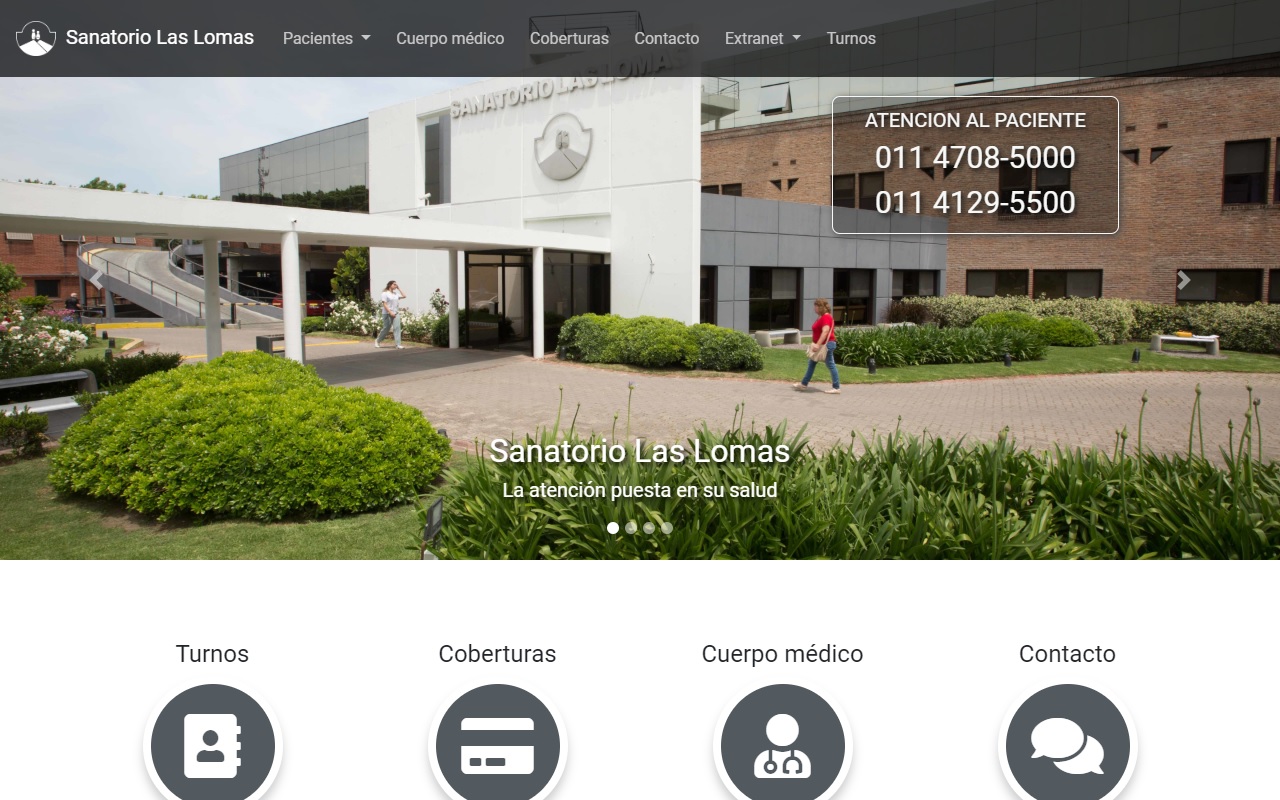 Sanatorio Las Lomas
Pacientes
Cuerpo médico
Coberturas
Contacto
Extranet
Turnos
SANATORIO LAS LOMAS
ATENCION AL PACIENTE
011 4708-5000
011 4129-5500
Sanatorio Las Lomas
La atención puesta en su salud
Turnos
Coberturas
Cuerpo médico
Contacto